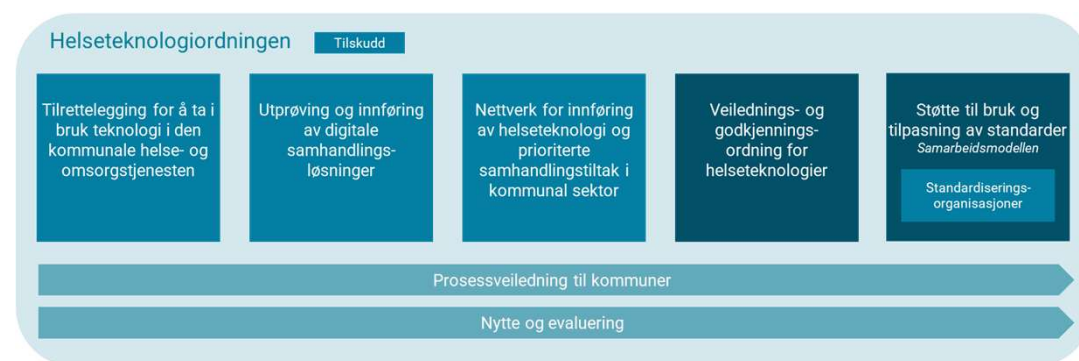 Helseteknologiordningen
Tilskudd
Tilrettelegging for å ta i
bruk teknologi i den
kommunale helse- og
omsorgstjenesten
Utprøving og innføring
av digitale
samhandlings-
løsninger
Nettverk for innføring
av helseteknologi og
prioriterte
samhandlingstiltak i
kommunal sektor
Veilednings- og
godkjennings-
ordning for
helseteknologier
Støtte til bruk og
tilpasning av standarder
Samarbeidsmodellen
Standardiserings-
organisasjoner
Prosessveiledning til kommuner
Nytte og evaluering